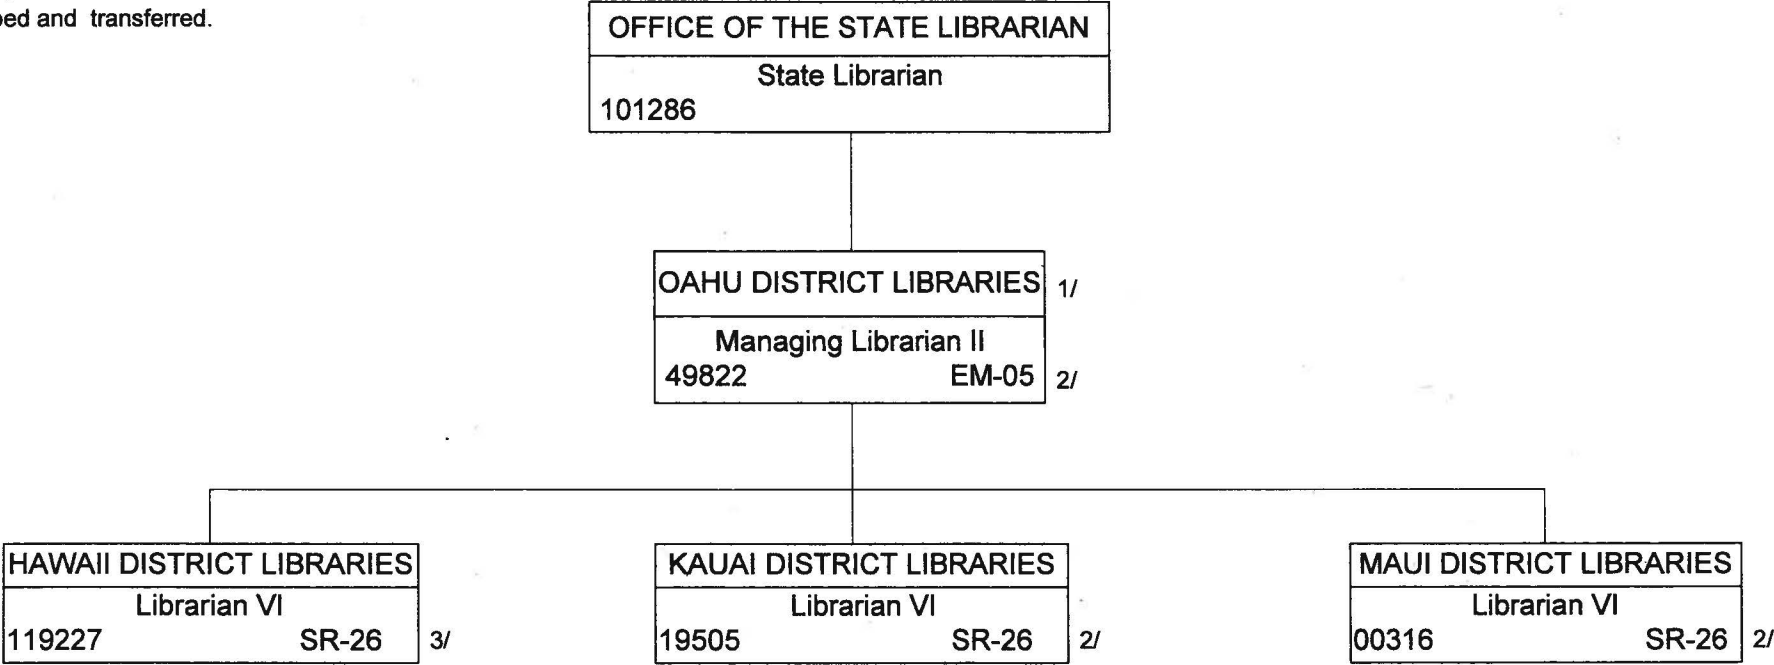 and transferred.
OFFICE OF THE STATE LIBRARIAN
State Librarian
101286
OAHU DISTRICT LIBRARIES 1/
Managing Librarian II
49822 EM-05 2/
HAWAII DISTRICT LIBRARIES
Librarian VI
119227 SR-26 3/
KAUAI DISTRICT LIBRARIES
Librarian VI
19505 SR-26 2/
MAUI DISTRICT LIBRARIES
Librarian VI
00316 SR-26 2/